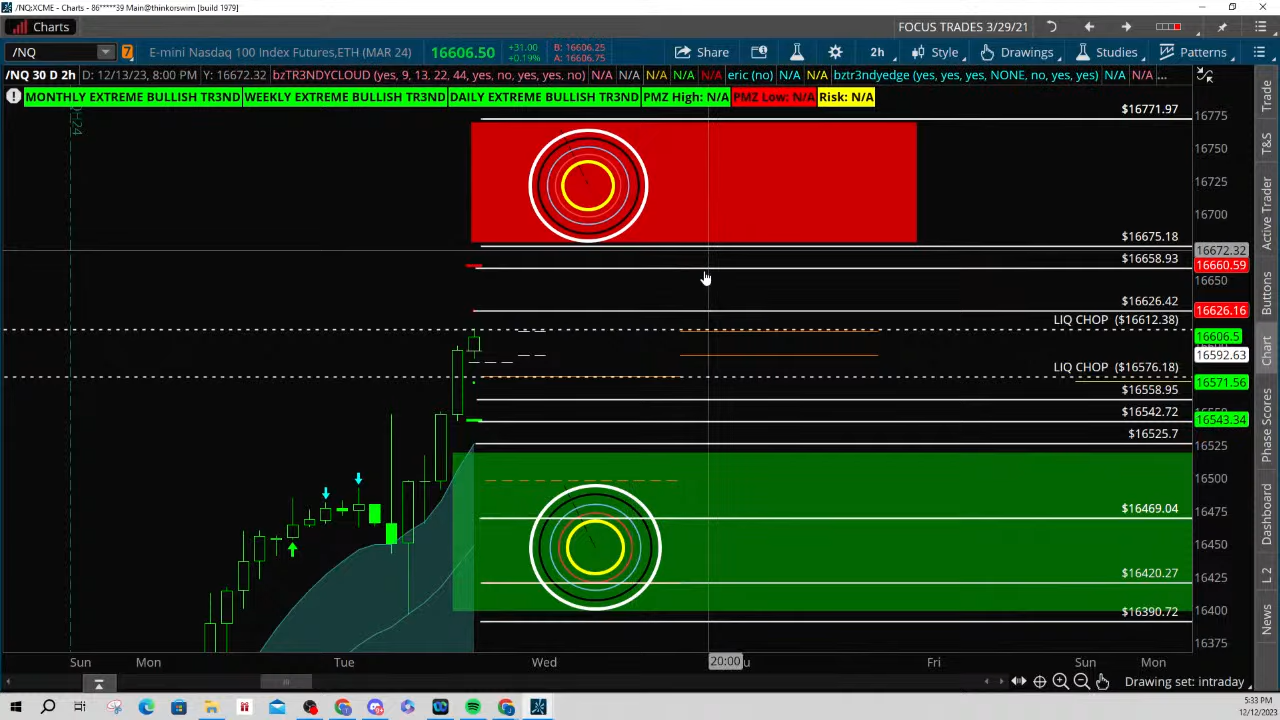 /NQ:XCME - Charts - 86*****39 Main@thinkorswim [build 1979]
Charts
FOCUS TRADES 3/29/21
/NQ
7
E-mini Nasdaq 100 Index Futures,ETH (MAR 24)
16606.50
+31.00
+0.19%
B: 16606.25
A: 16606.75
Share
2h
Style
Drawings
Studies
Patterns
/NQ 30 D 2h
D: 12/13/23, 8:00 PM
Y: 16672.32
bzTR3NDYCLOUD (yes, 9, 13, 22, 44, yes, no, yes, yes, no)
N/A
N/A
N/A
N/A
N/A
eric (no)
N/A
N/A
bztr3ndyedge (yes, yes, yes, NONE, no, yes, yes)
N/A
N/A
...
MONTHLY EXTREME BULLISH TR3ND
WEEKLY EXTREME BULLISH TR3ND
DAILY EXTREME BULLISH TR3ND
PMZ High: N/A
PMZ Low: N/A
Risk: N/A
$16771.97
16775
16750
16725
16700
$16675.18
16672.32
$16658.93
16660.59
16650
$16626.42
16626.16
LIQ CHOP ($16612.38)
16606.5
16592.63
LIQ CHOP ($16576.18)
16571.56
$16558.95
$16542.72
16543.34
$16525.7
16525
16500
$16469.04
16475
16450
$16420.27
16425
$16390.72
16400
16375
Sun
Mon
Tue
Wed
20:00
Fri
Sun
Mon
Trade
T&S
Active Trader
Buttons
Chart
Phase Scores
Dashboard
L 2
News
Drawing set: intraday
5:33 PM
12/12/2023